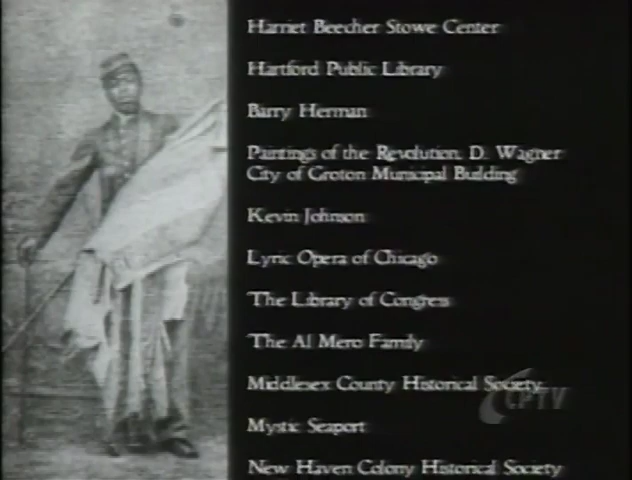 Harriet Beecher Stowe Center
Hartford Public Library
Barry Herman
Paintings of the Revolution, D. Wagner
City of Groton Municipal Building
Kevin Johnson
Lyric Opera of Chicago
The Library of Congress
The Al Mero Family
Middlesex County Historical Society
CPTV
Mystic Seaport
New Haven Colony Historical Society